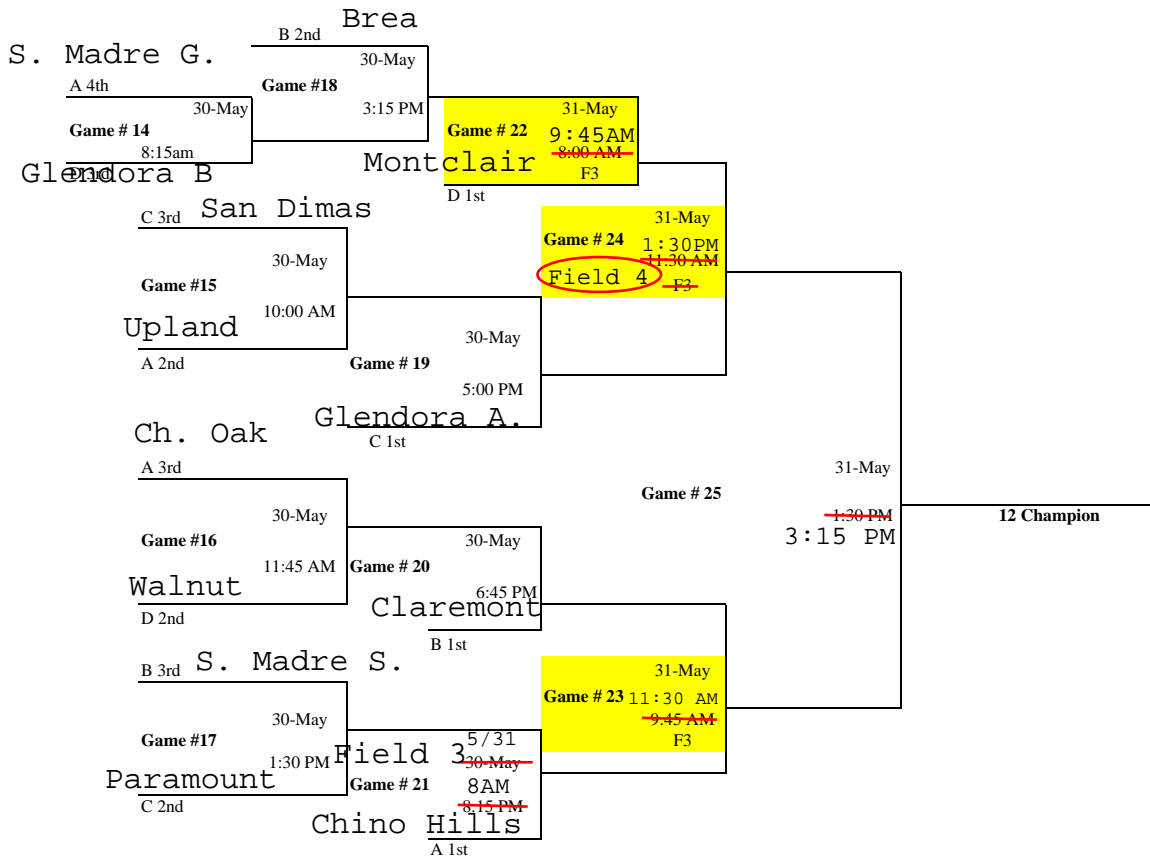 Brea
B 2nd
S. Madre G.
30-May
A 4th
Game #18
30-May
3:15 PM
31-May
Game # 14
Game # 22
9:45AM
8:15am
8:00 AM
Montclair
D 3rd
Glendora B
F3
D 1st
C 3rd
San Dimas
31-May
Game # 24
1:30PM
11:30 AM
30-May
Field 4
F3
Game #15
10:00 AM
Upland
30-May
A 2nd
Game # 19
5:00 PM
Glendora A.
Ch. Oak
C 1st
A 3rd
31-May
Game # 25
30-May
1:30 PM
12 Champion
3:15 PM
Game #16
30-May
11:45 AM
Game # 20
Walnut
6:45 PM
Claremont
D 2nd
B 1st
B 3rd
S. Madre S.
31-May
Game # 23
11:30 AM
9:45 AM
30-May
F3
Game #17
5/31
Field 3
30-May
1:30 PM
Paramount
Game # 21
8AM
C 2nd
8:15 PM
Chino Hills
A 1st